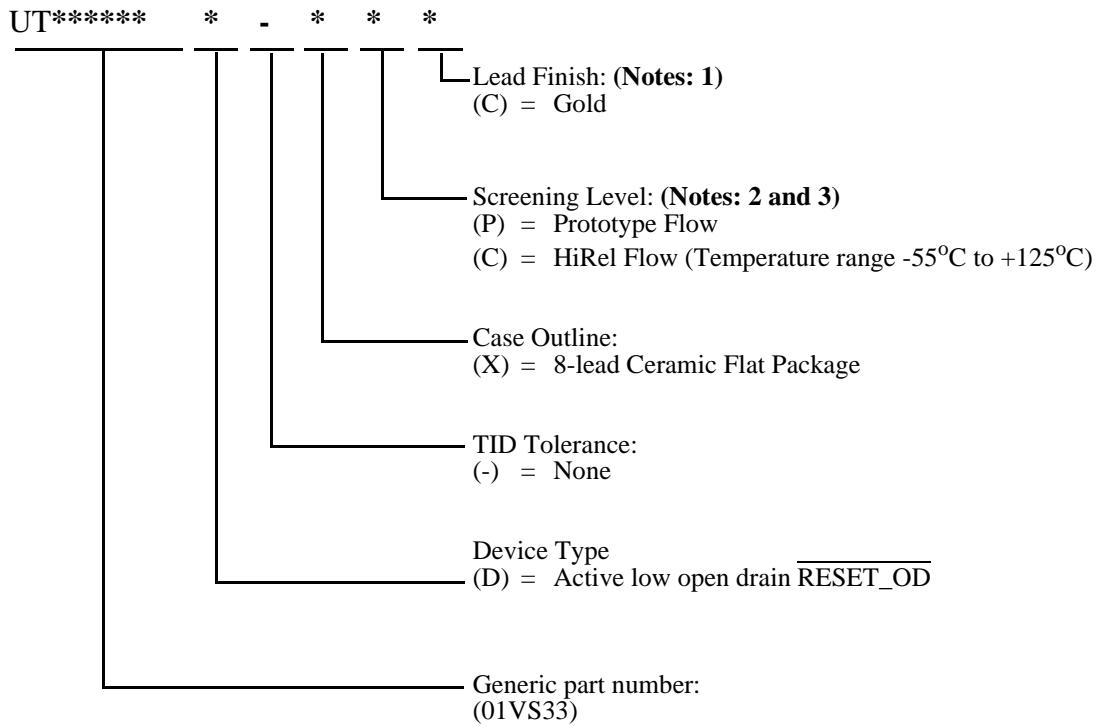 UT****** * - * * *
Lead Finish: (Notes: 1)
(C) = Gold
Screening Level: (Notes: 2 and 3)
(P) = Prototype Flow
(C) = HiRel Flow (Temperature range -55°C to +125°C)
Case Outline:
(X) = 8-lead Ceramic Flat Package
TID Tolerance:
(-) = None
Device Type
(D) = Active low open drain RESET_OD
Generic part number:
(01VS33)